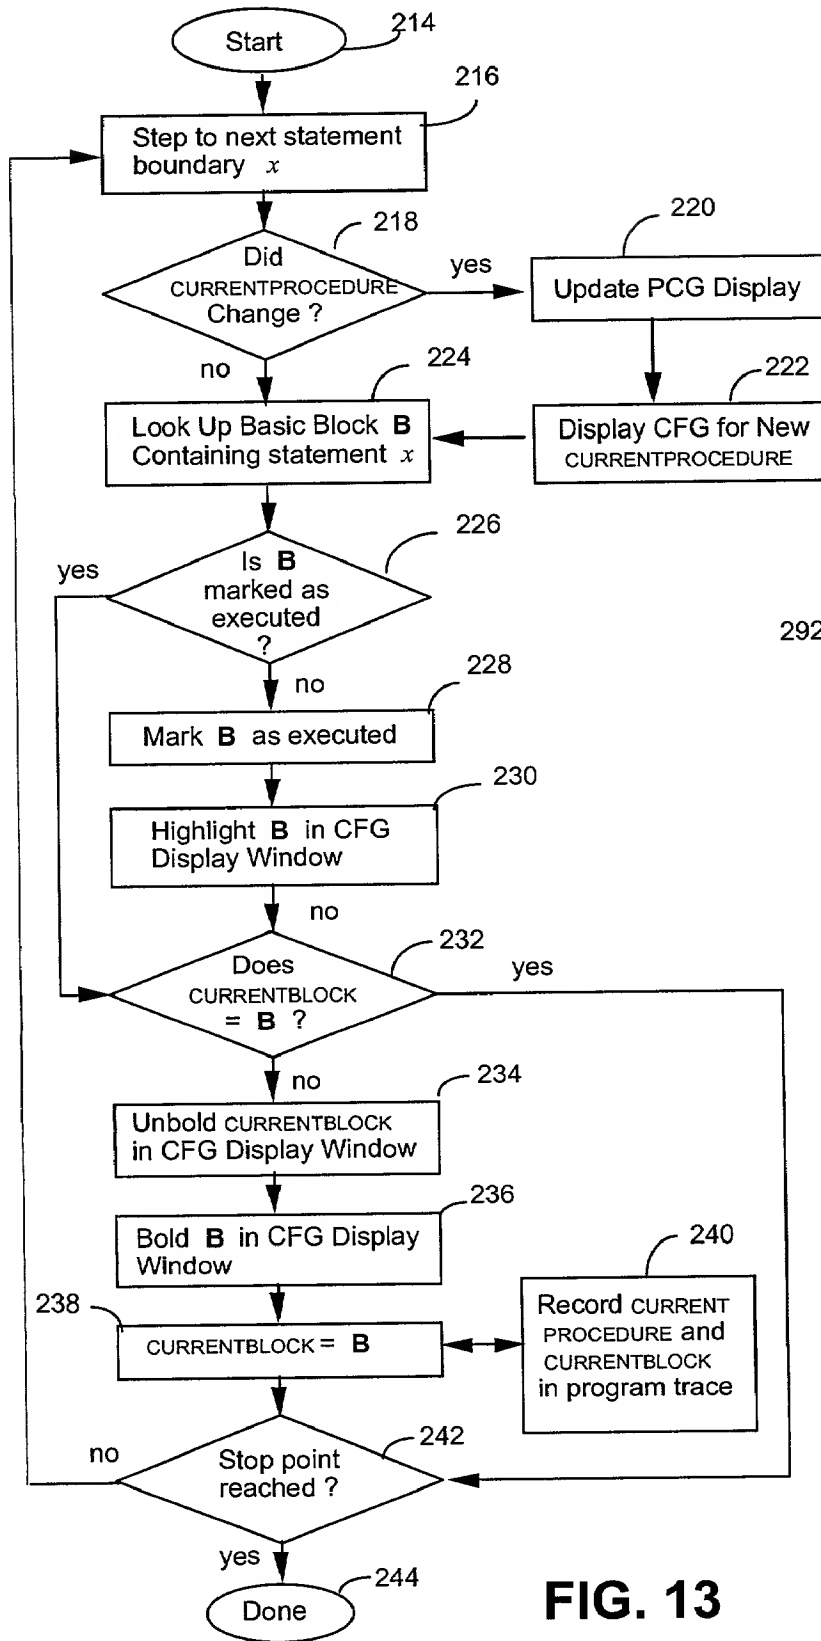 Start
214
216
Step to next statement
boundary x
218
Did
CURRENTPROCEDURE
Change ?
yes
220
Update PCG Display
no
224
222
Look Up Basic Block B
Containing statement x
Display CFG for New
CURRENTPROCEDURE
226
Is B
marked as
executed
?
yes
292
no
228
Mark B as executed
230
Highlight B in CFG
Display Window
no
232
Does
CURRENTBLOCK
= B ?
yes
no
234
Unbold CURRENTBLOCK
in CFG Display Window
236
Bold B in CFG Display
Window
238
CURRENTBLOCK = B
240
Record CURRENT
PROCEDURE and
CURRENTBLOCK
in program trace
no
242
Stop point
reached ?
yes
244
Done
FIG. 13